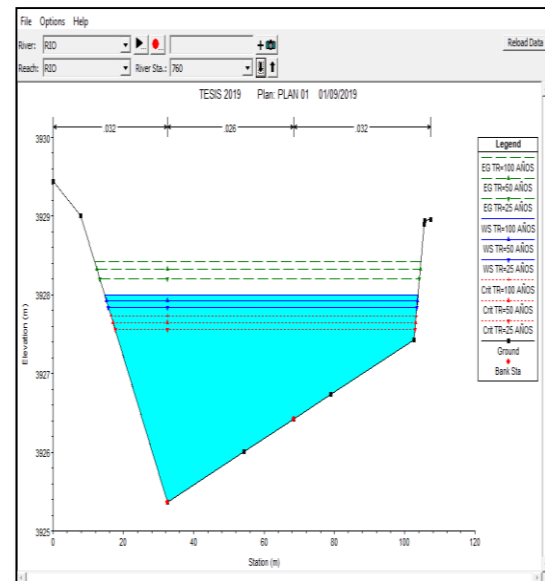 File Options Help
River: RIO
Reload Data
Reach: RIO River Sta.: 760
TESIS 2019 Plan: PLAN 01 01/09/2019
.032 .026 .032
3930
3929
3928
3927
3926
3925
Elevation (m)
0 20 40 60 80 100 120
Station (m)
Legend
EG TR=100 AÑOS
EG TR=50 AÑOS
EG TR=25 AÑOS
WS TR=100 AÑOS
WS TR=50 AÑOS
WS TR=25 AÑOS
Crit TR=100 AÑOS
Crit TR=50 AÑOS
Crit TR=25 AÑOS
Ground
Bank Sta